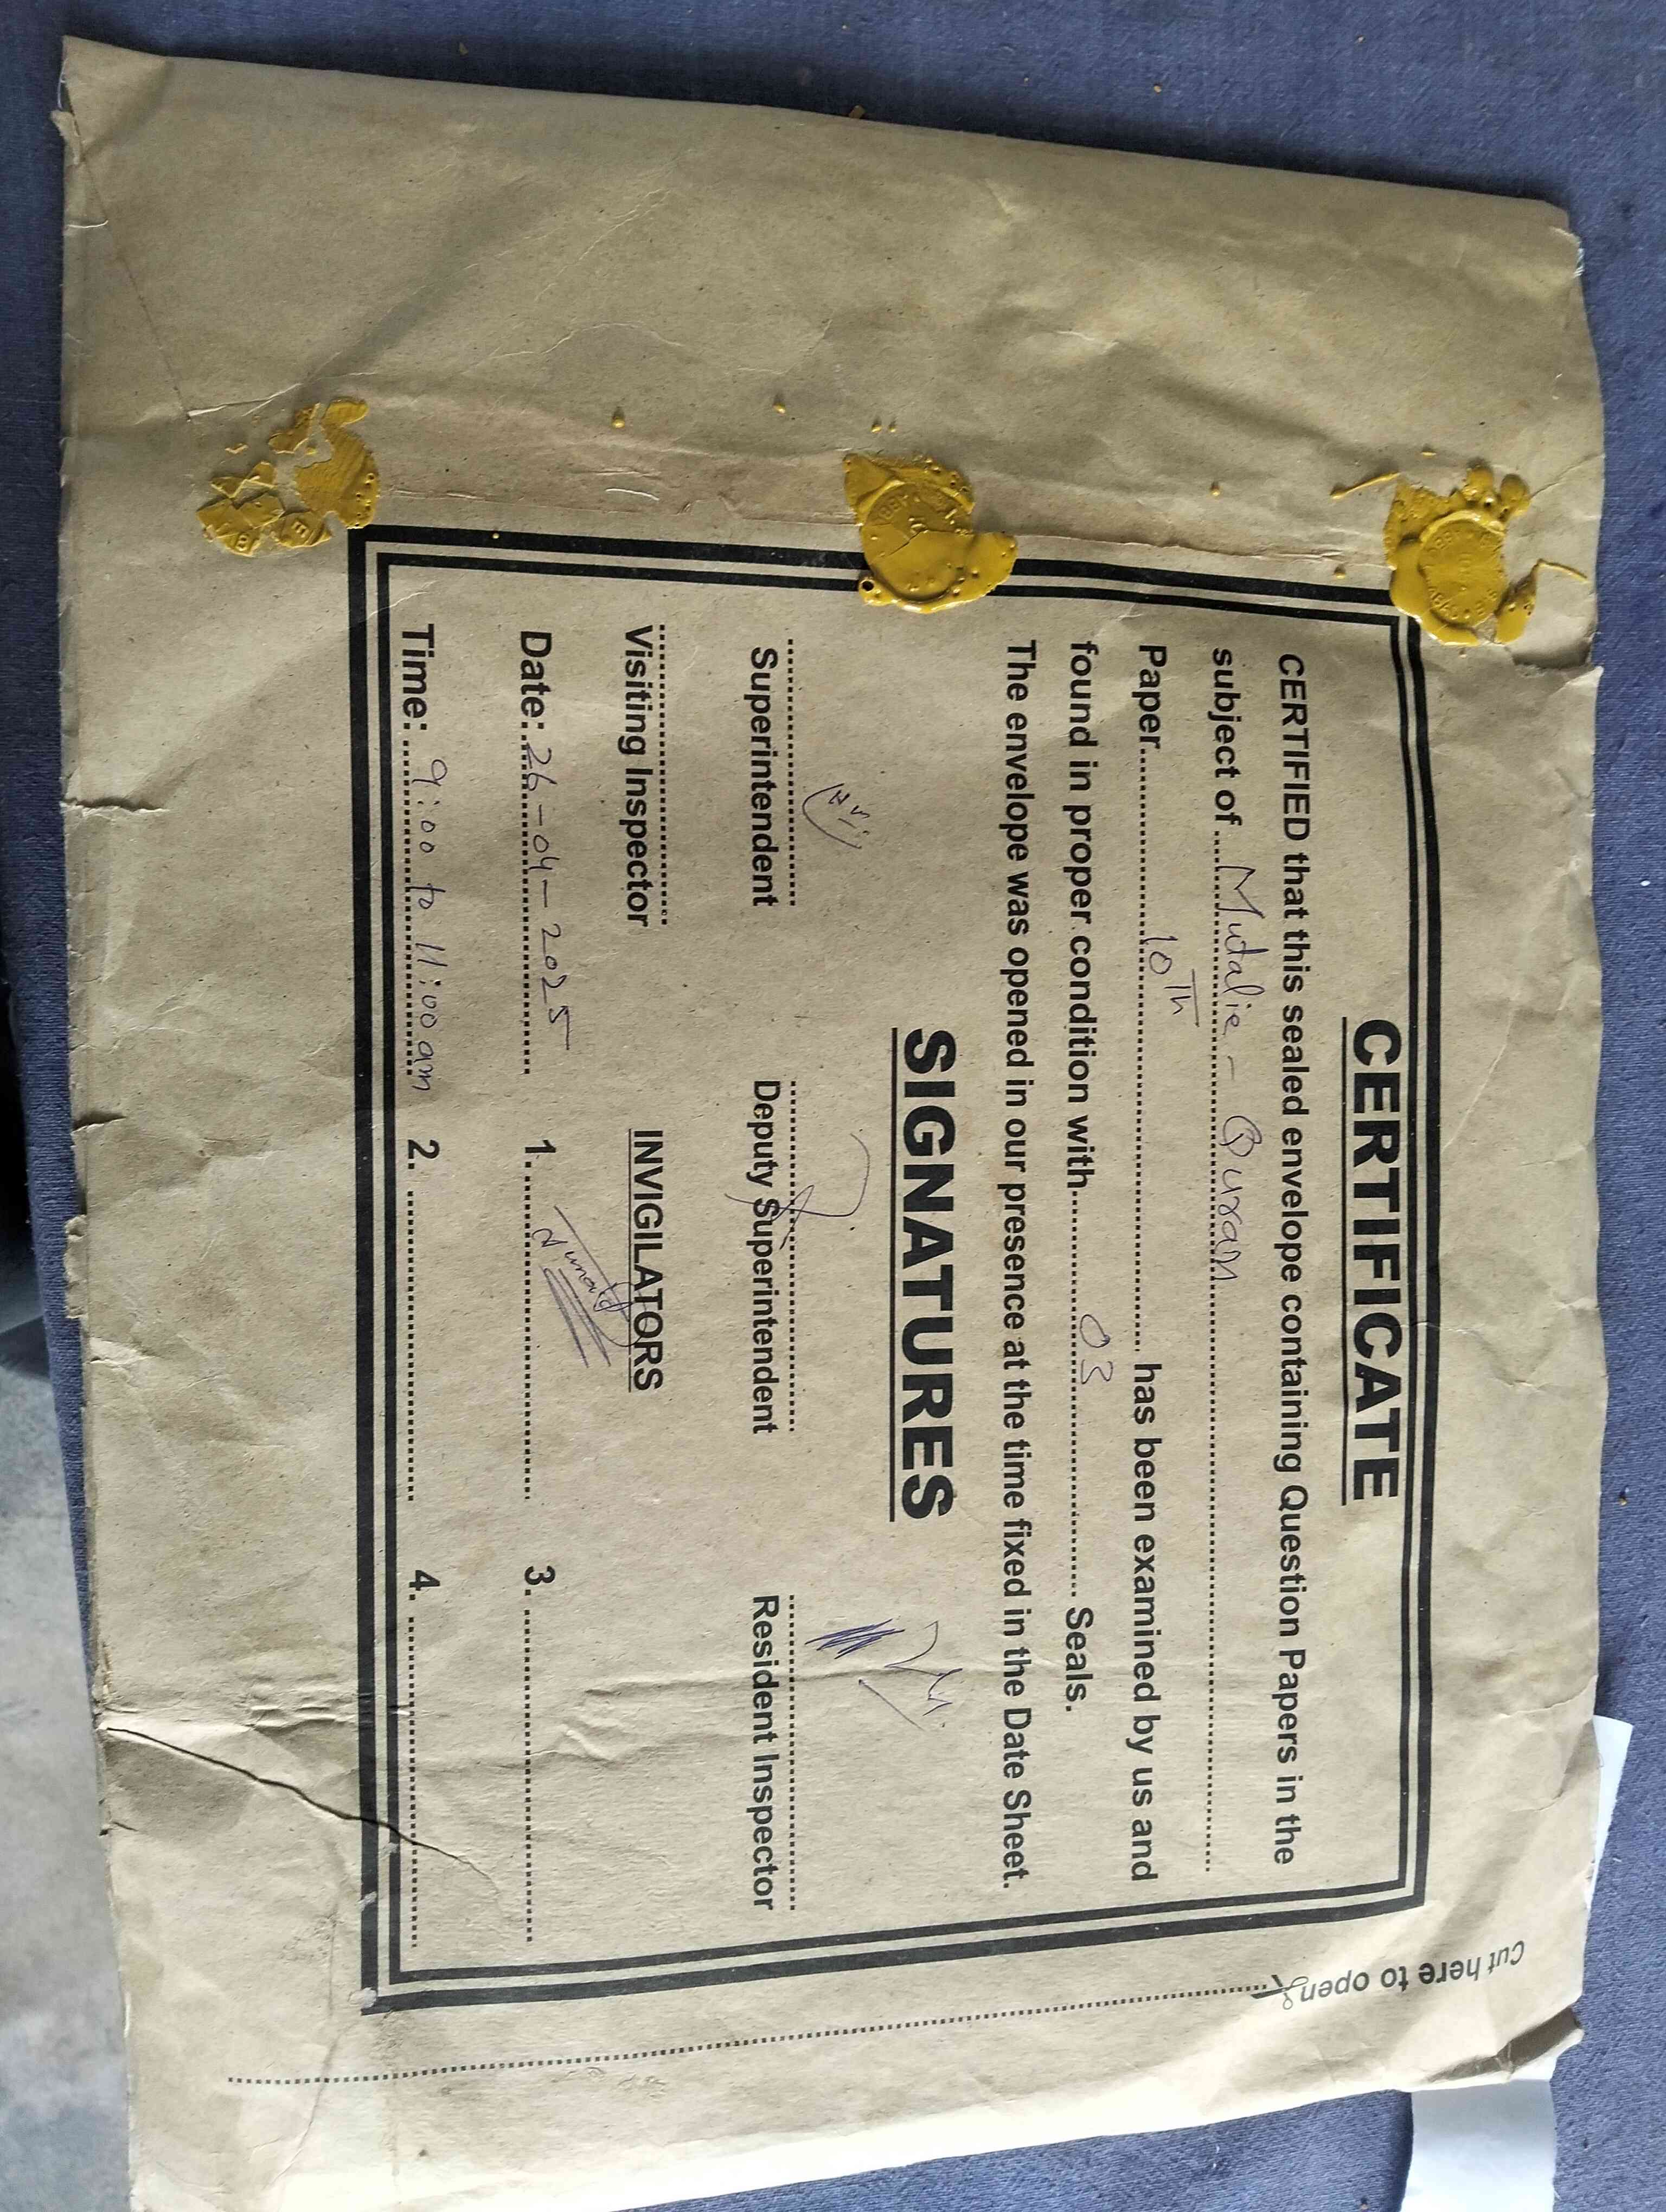 CERTIFICATE
CERTIFIED that this sealed envelope containing Question Papers in the
subject of Mutalie - Quran
Paper 10Th has been examined by us and
found in proper condition with 03 Seals.
The envelope was opened in our presence at the time fixed in the Date Sheet.
SIGNATURES
Superintendent Deputy Superintendent Resident Inspector
Visiting Inspector INVIGILATORS
Date: 26-04-2025 1. 3.
Time: 9:00 to 11:00 am 2. 4.
Cut here to open